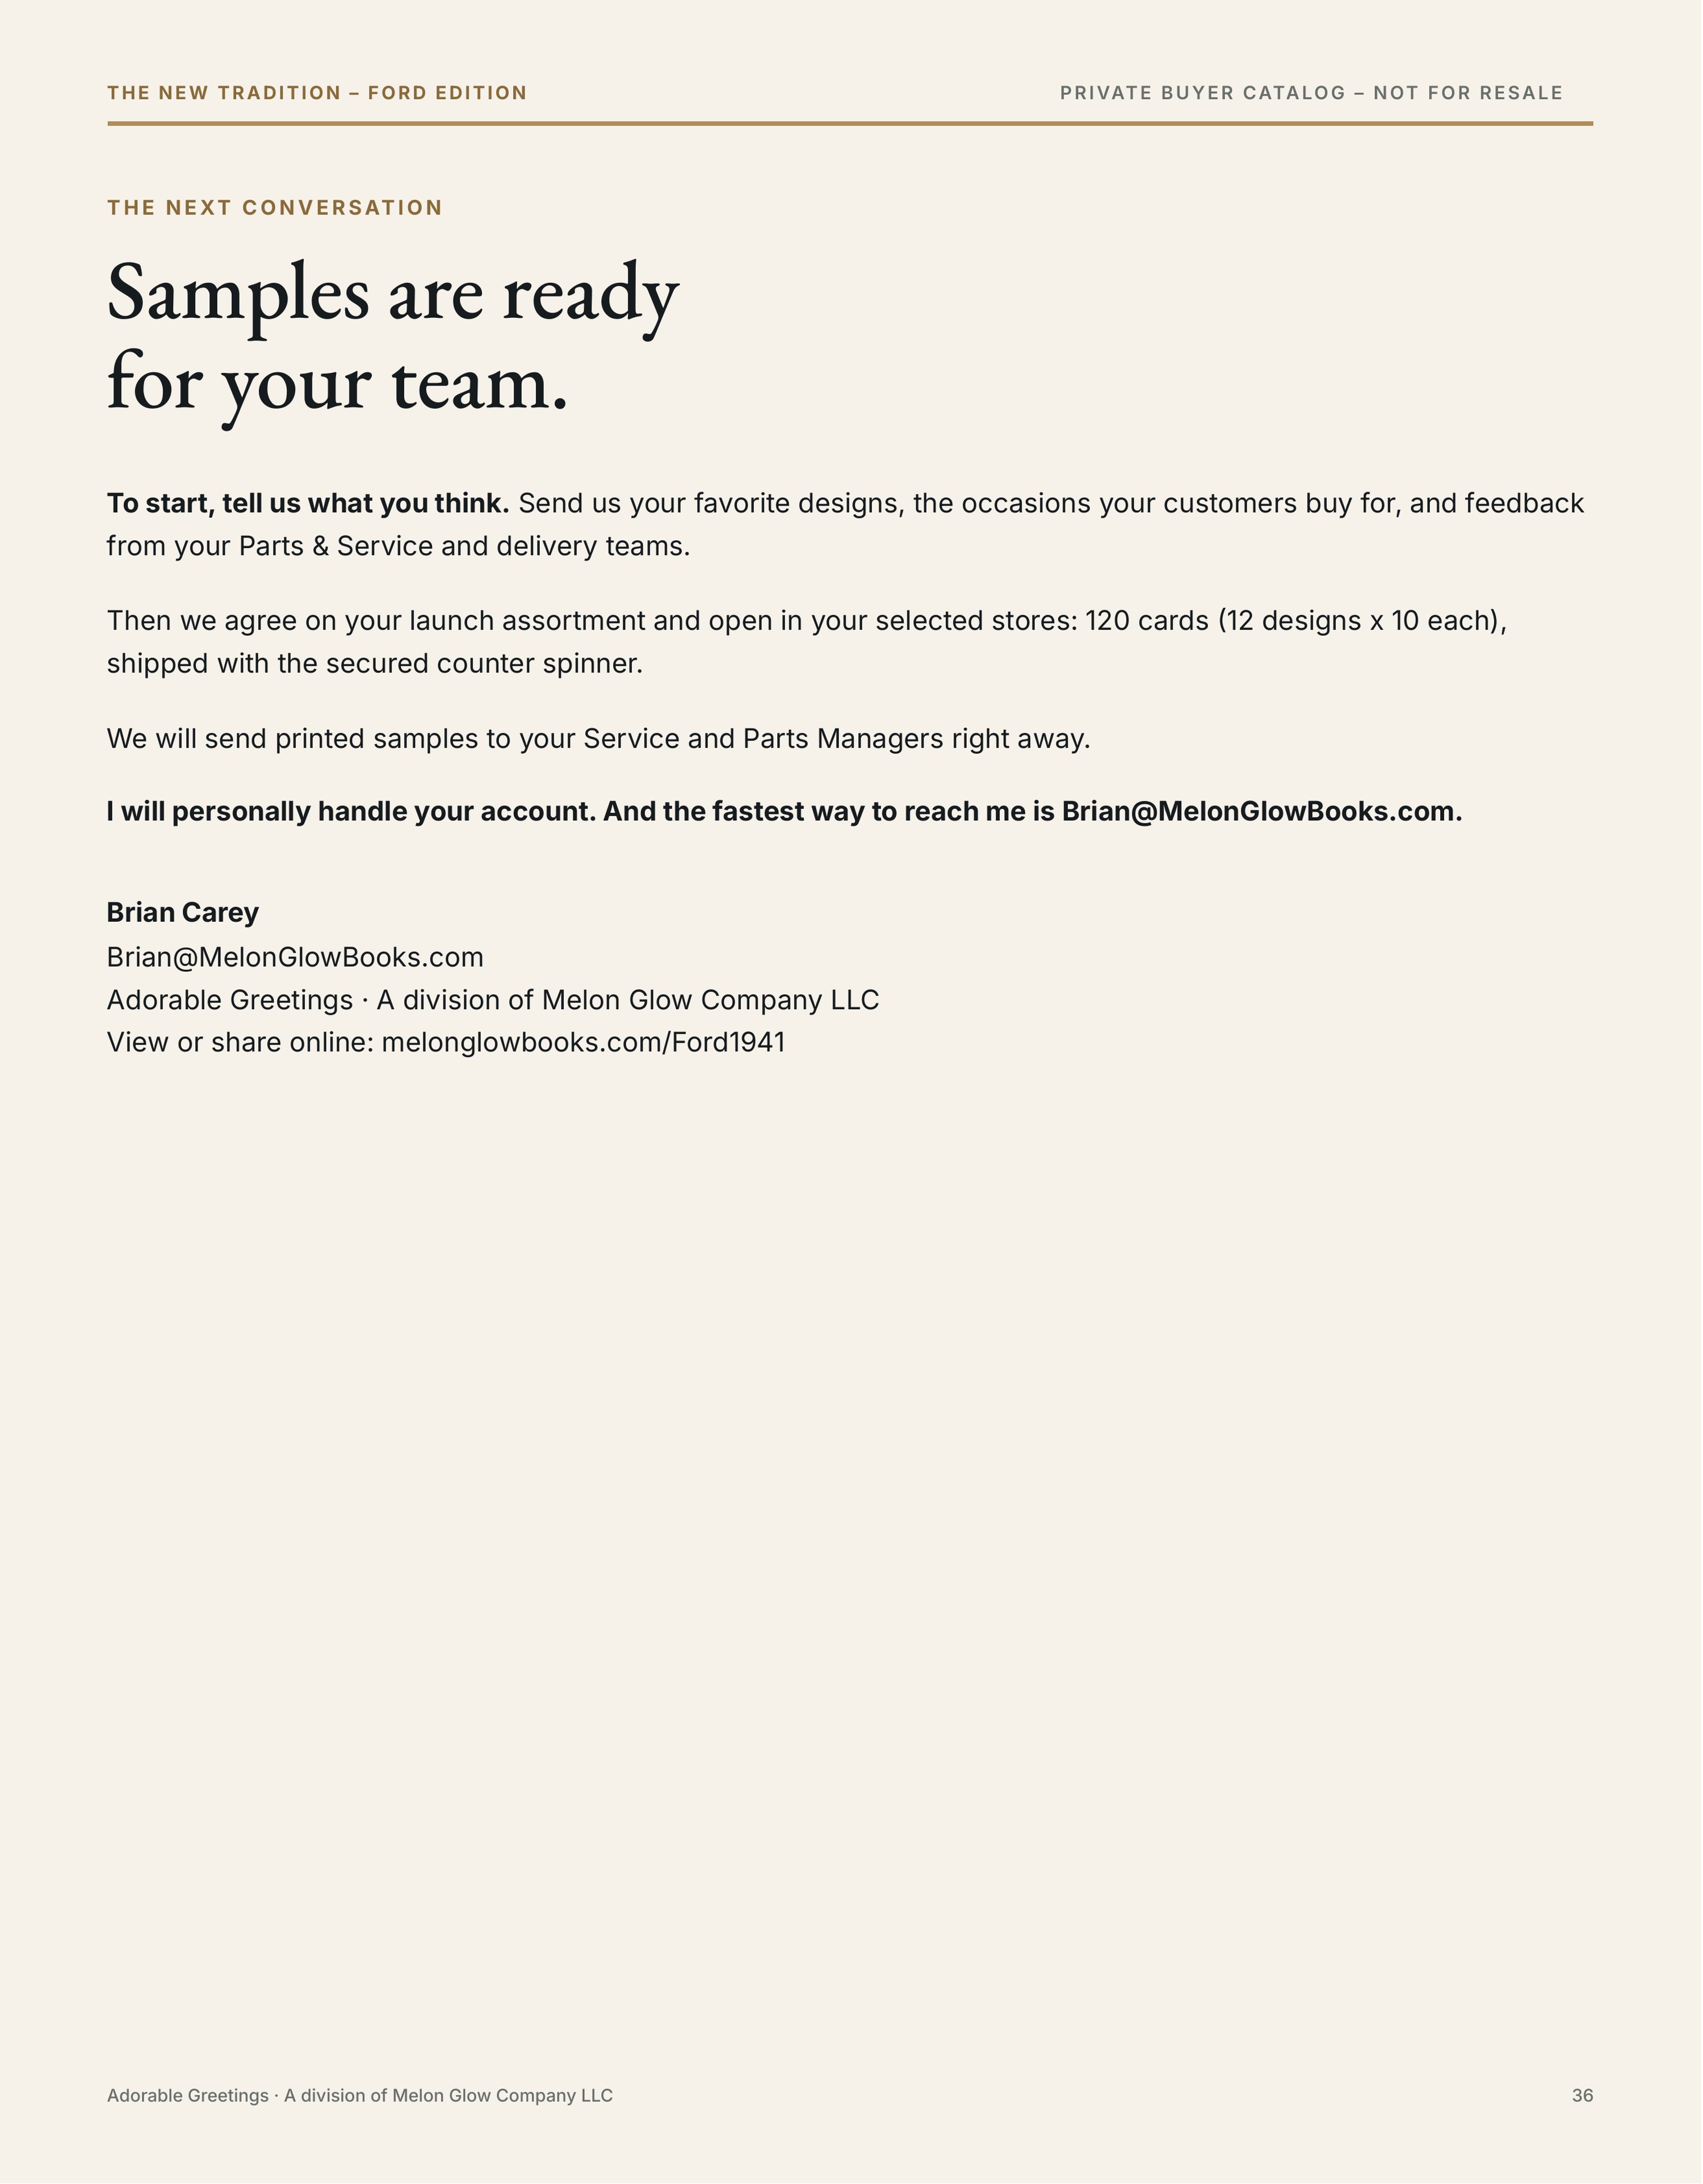 THE NEW TRADITION – FORD EDITION
PRIVATE BUYER CATALOG – NOT FOR RESALE
THE NEXT CONVERSATION
Samples are ready
for your team.
To start, tell us what you think. Send us your favorite designs, the occasions your customers buy for, and feedback
from your Parts & Service and delivery teams.
Then we agree on your launch assortment and open in your selected stores: 120 cards (12 designs x 10 each),
shipped with the secured counter spinner.
We will send printed samples to your Service and Parts Managers right away.
I will personally handle your account. And the fastest way to reach me is Brian@MelonGlowBooks.com.
Brian Carey
Brian@MelonGlowBooks.com
Adorable Greetings · A division of Melon Glow Company LLC
View or share online: melonglowbooks.com/Ford1941
Adorable Greetings · A division of Melon Glow Company LLC
36